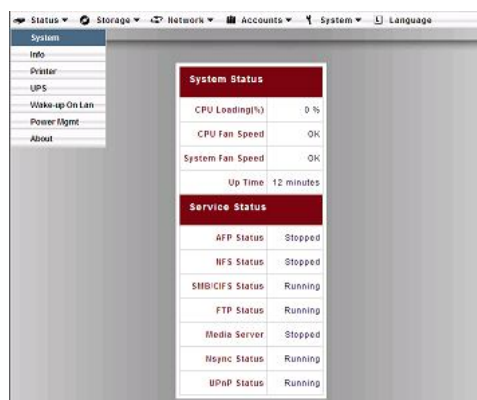 Status Storage Network Accounts System Language
System
Info
Printer
UPS
Wake-up On Lan
Power Mgmt
About
System Status
CPU Loading(%) 0 %
CPU Fan Speed OK
System Fan Speed OK
Up Time 12 minutes
Service Status
AFP Status Stopped
NFS Status Stopped
SMB/CIFS Status Running
FTP Status Running
Media Server Stopped
Nsync Status Running
UPnP Status Running